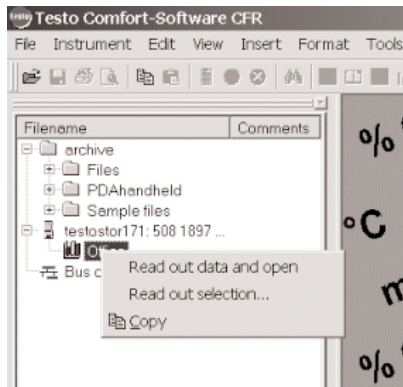 Testo Comfort-Software CFR
File Instrument Edit View Insert Format Tools
Filename Comments
archive
Files
PDAhandheld
Sample files
testostor171: 508 1897 ...
Bus
Read out data and open
Read out selection...
Copy
%
°C
%